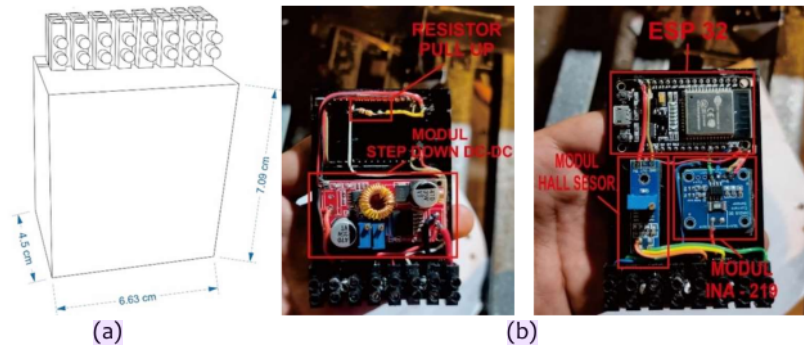 RESISTOR
PULL UP
MODUL
STEP DOWN DC-DC
ESP 32
MODUL
HALL SESOR
MODUL
INA - 219
7.09 cm
4.5 cm
6.63 cm
(a)
(b)